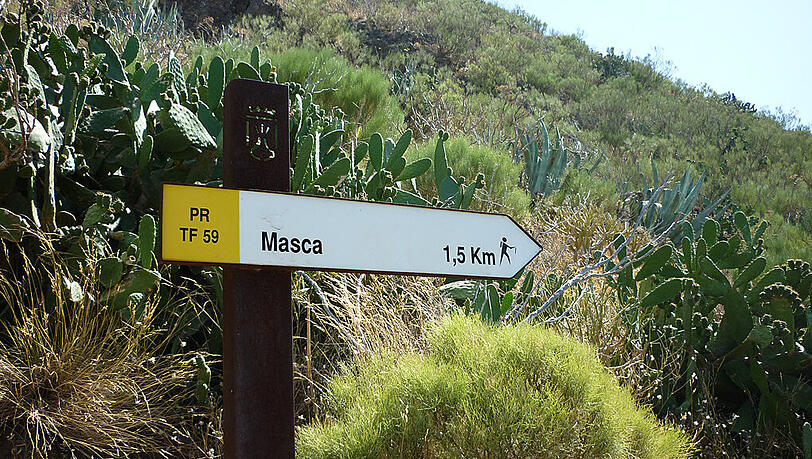 PR
TF 59
Masca
1,5 Km